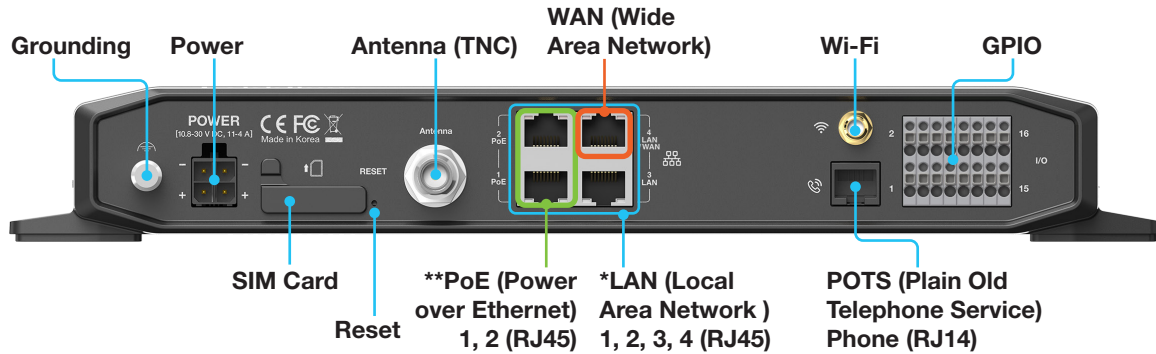 WAN (Wide
Area Network)
Grounding
Power
Antenna (TNC)
Wi-Fi
GPIO
POWER
[10.8-30 V DC, 11-4 A]
CE FC
Made in Korea
RESET
Antenna
2
PoE
1
PoE
4
LAN
/WAN
3
LAN
2
1
16
I/O
15
- -
+ +
SIM Card
Reset
**PoE (Power
over Ethernet)
1, 2 (RJ45)
*LAN (Local
Area Network )
1, 2, 3, 4 (RJ45)
POTS (Plain Old
Telephone Service)
Phone (RJ14)